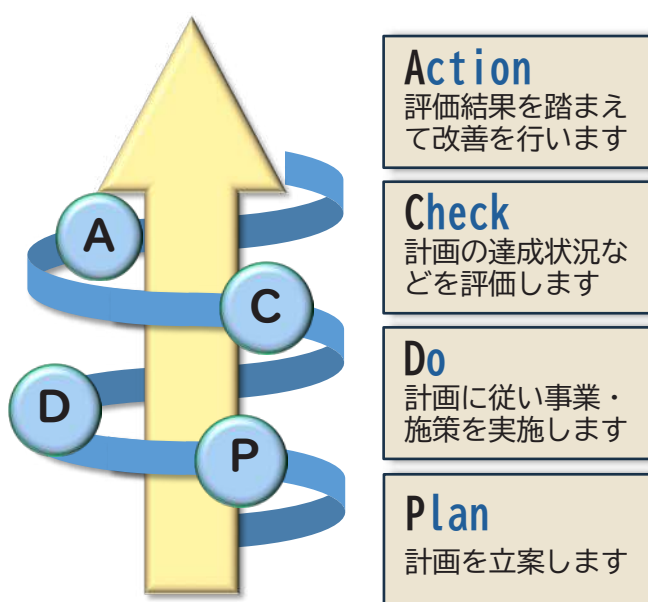 A
C
D
P
Action
評価結果を踏まえ
て改善を行います
Check
計画の達成状況な
どを評価します
Do
計画に従い事業・
施策を実施します
Plan
計画を立案します